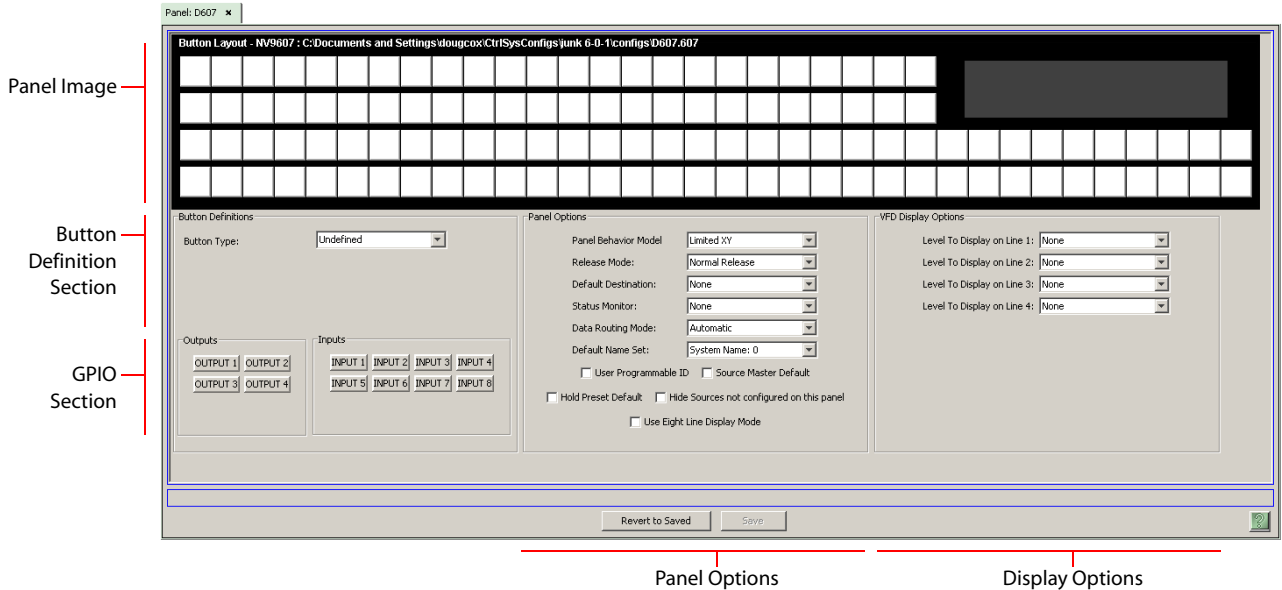 Panel: D607 ×
Button Layout - NV9607 : C:\Documents and Settings\dougcox\CtrlSysConfigs\junk 6-0-1\configs\D607.607
Panel Image
Button
Definition
Section
GPIO
Section
Button Definitions
Button Type: Undefined
Outputs
OUTPUT 1 OUTPUT 2
OUTPUT 3 OUTPUT 4
Inputs
INPUT 1 INPUT 2 INPUT 3 INPUT 4
INPUT 5 INPUT 6 INPUT 7 INPUT 8
Panel Options
Panel Behavior Model Limited XY
Release Mode: Normal Release
Default Destination: None
Status Monitor: None
Data Routing Mode: Automatic
Default Name Set: System Name: 0
User Programmable ID Source Master Default
Hold Preset Default Hide Sources not configured on this panel
Use Eight Line Display Mode
VFD Display Options
Level To Display on Line 1: None
Level To Display on Line 2: None
Level To Display on Line 3: None
Level To Display on Line 4: None
Revert to Saved Save ?
Panel Options
Display Options